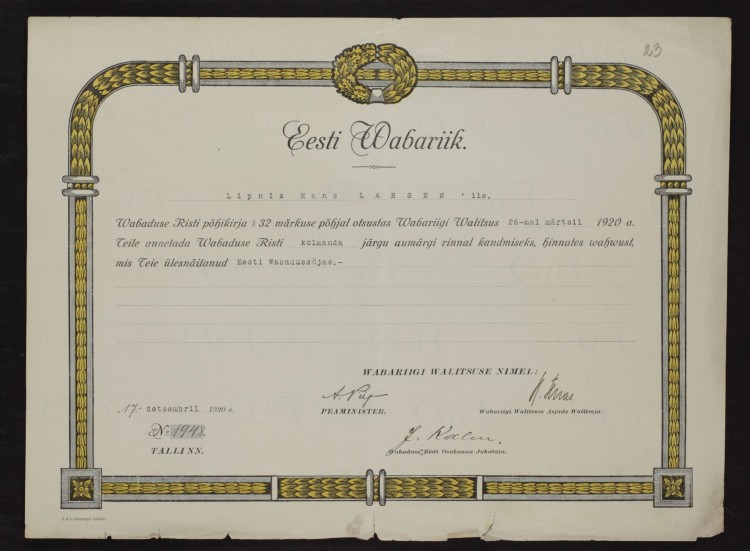 23
Eesti Wabariik.
Lipnik Hans LARSEN 'ile.
Wabaduse Risti põhikirja § 32 märkuse põhjal otsustas Wabariigi Walitsus 26-mal märtsil 1920 a.
Teile annetada Wabaduse Risti kolmanda järgu aumärgi rinnal kandmiseks, hinnates wahwust,
mis Teie ülesnäitanud Eesti Wabadussõjas.-
WABARIIGI WALITSUSE NIMEL:
A. Piip
PEAMINISTER.
Wabariigi Walitsuse Asjade Walitseja.
"17"- detsembril 1920 a.
№ 1948
TALLINN.
Wabaduse Risti Osakonna Juhataja.